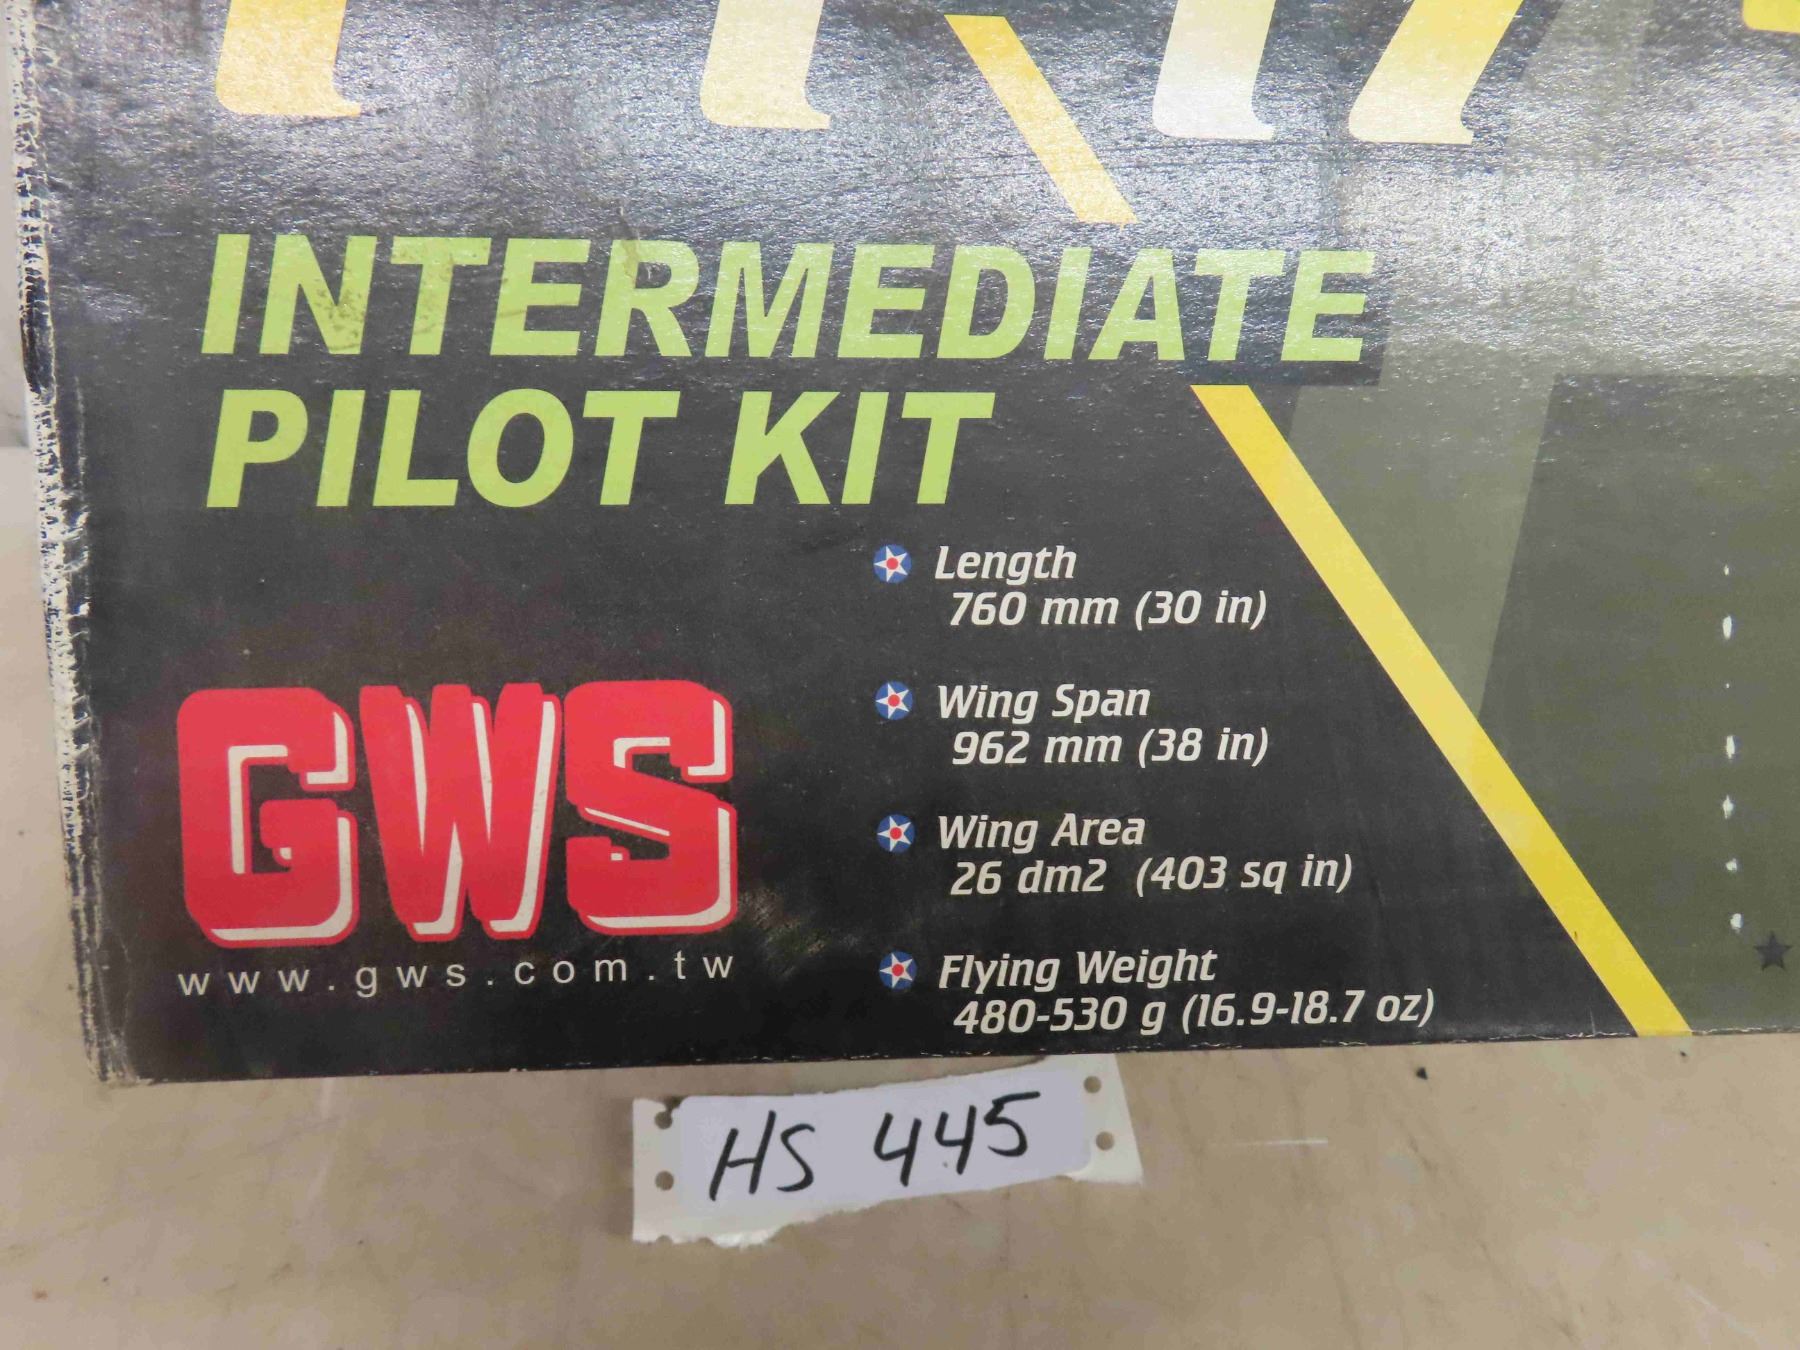 INTERMEDIATE
PILOT KIT
Length
760 mm (30 in)
Wing Span
962 mm (38 in)
Wing Area
26 dm2 (403 sq in)
Flying Weight
480-530 g (16.9-18.7 oz)
GWS
www.gws.com.tw
HS 445